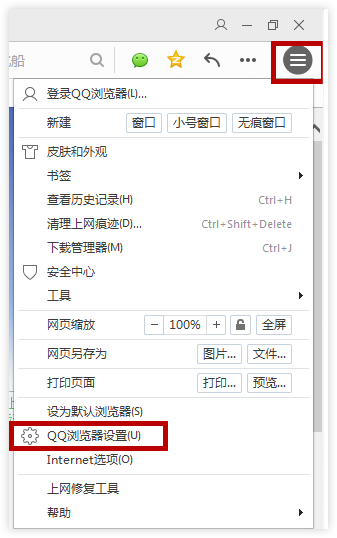 船
登录QQ浏览器(L)...
新建 窗口 小号窗口 无痕窗口
皮肤和外观
书签
查看历史记录(H) Ctrl+H
清理上网痕迹(D)... Ctrl+Shift+Delete
下载管理器(M) Ctrl+J
安全中心
工具
网页缩放 − 100% + 全屏
网页另存为 图片... 文件...
打印页面 打印... 预览...
设为默认浏览器(S)
QQ浏览器设置(U)
Internet选项(O)
上网修复工具
帮助